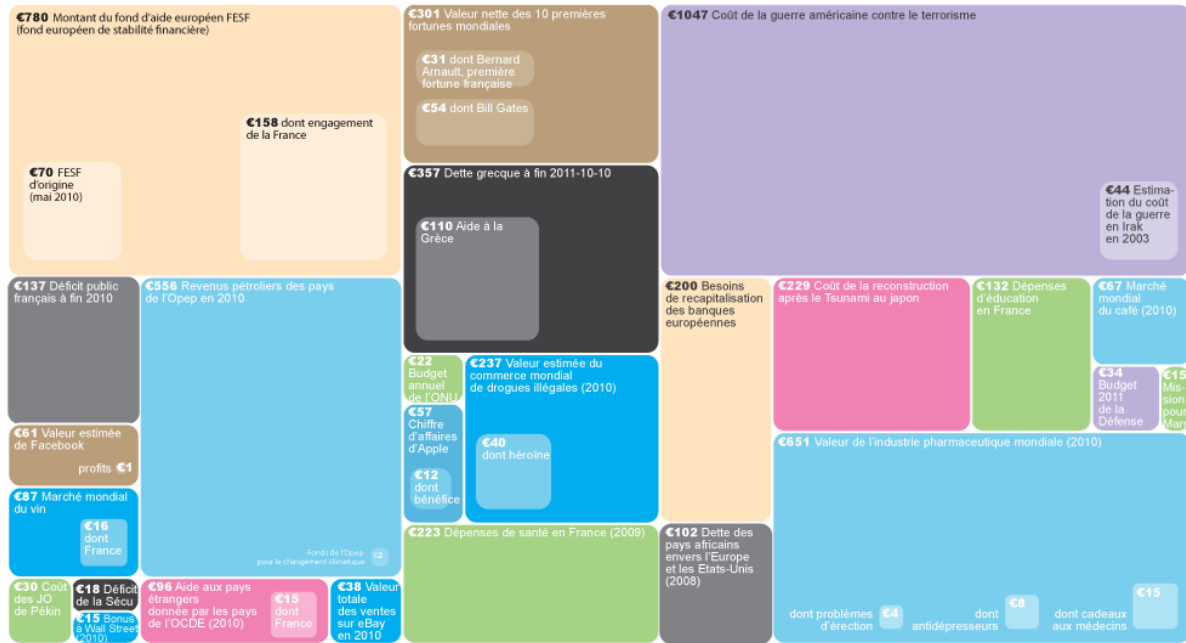 €780 Montant du fond d'aide européen FESF
(fond européen de stabilité financière)
€158 dont engagement
de la France
€70 FESF
d'origine
(mai 2010)
€301 Valeur nette des 10 premières
fortunes mondiales
€31 dont Bernard
Arnault, première
fortune française
€54 dont Bill Gates
€1047 Coût de la guerre américaine contre le terrorisme
€44 Estima-
tion du coût
de la guerre
en Irak
en 2003
€357 Dette grecque à fin 2011-10-10
€110 Aide à la
Grèce
€137 Déficit public
français à fin 2010
€556 Revenus pétroliers des pays
de l'Opep en 2010
Fonds de l'Opep
pour le changement climatique
€2
€200 Besoins
de recapitalisation
des banques
européennes
€229 Coût de la reconstruction
après le Tsunami au japon
€132 Dépenses
d'éducation
en France
€67 Marché
mondial
du café (2010)
€34
Budget
2011
de la
Défense
€15
Mis-
sion
pour
Mars
€22
Budget
annuel
de l'ONU
€237 Valeur estimée du
commerce mondial
de drogues illégales (2010)
€40
dont héroïne
€57
Chiffre
d'affaires
d'Apple
€12
dont
bénéfice
€61 Valeur estimée
de Facebook
profits €1
€87 Marché mondial
du vin
€16
dont
France
€651 Valeur de l'industrie pharmaceutique mondiale (2010)
dont problèmes
d'érection
€4
dont
antidépresseurs
€8
dont cadeaux
aux médecins
€15
€223 Dépenses de santé en France (2009)
€102 Dette des
pays africains
envers l'Europe
et les Etats-Unis
(2008)
€30 Coût
des JO
de Pékin
€18 Déficit
de la Sécu
€15 Bonus
à Wall Street
(2010)
€96 Aide aux pays
étrangers
donnée par les pays
de l'OCDE (2010)
€15
dont
France
€38 Valeur
totale
des ventes
sur eBay
en 2010